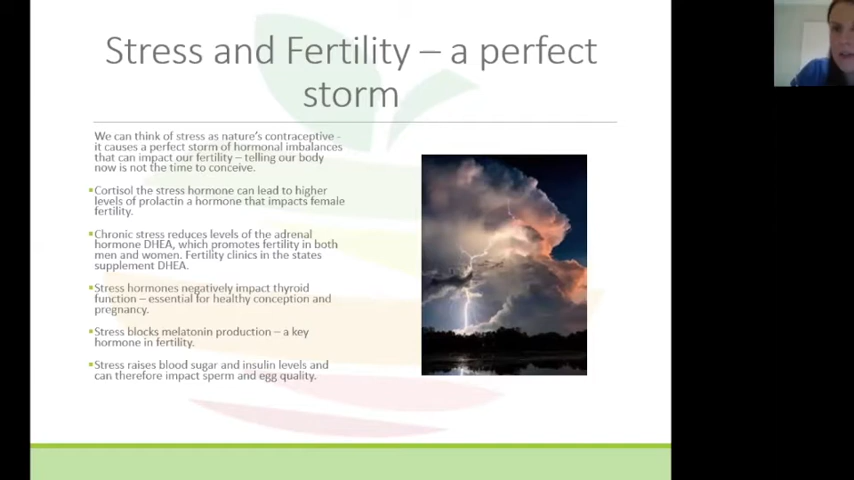 Stress and Fertility – a perfect
storm
We can think of stress as nature's contraceptive -
it causes a perfect storm of hormonal imbalances
that can impact our fertility – telling our body
now is not the time to conceive.
Cortisol the stress hormone can lead to higher
levels of prolactin a hormone that impacts female
fertility.
Chronic stress reduces levels of the adrenal
hormone DHEA, which promotes fertility in both
men and women. Fertility clinics in the states
supplement DHEA.
Stress hormones negatively impact thyroid
function – essential for healthy conception and
pregnancy.
Stress blocks melatonin production – a key
hormone in fertility.
Stress raises blood sugar and insulin levels and
can therefore impact sperm and egg quality.